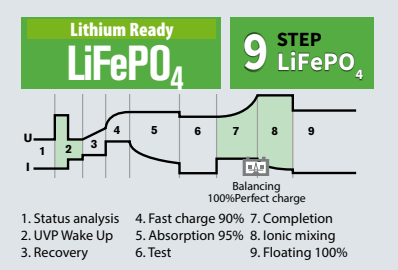 Lithium Ready
LiFePO4
9 STEP
LiFePO4
U
I
1 2 3 4 5 6 7 8 9
Balancing
100%Perfect charge
1. Status analysis
2. UVP Wake Up
3. Recovery
4. Fast charge 90%
5. Absorption 95%
6. Test
7. Completion
8. Ionic mixing
9. Floating 100%